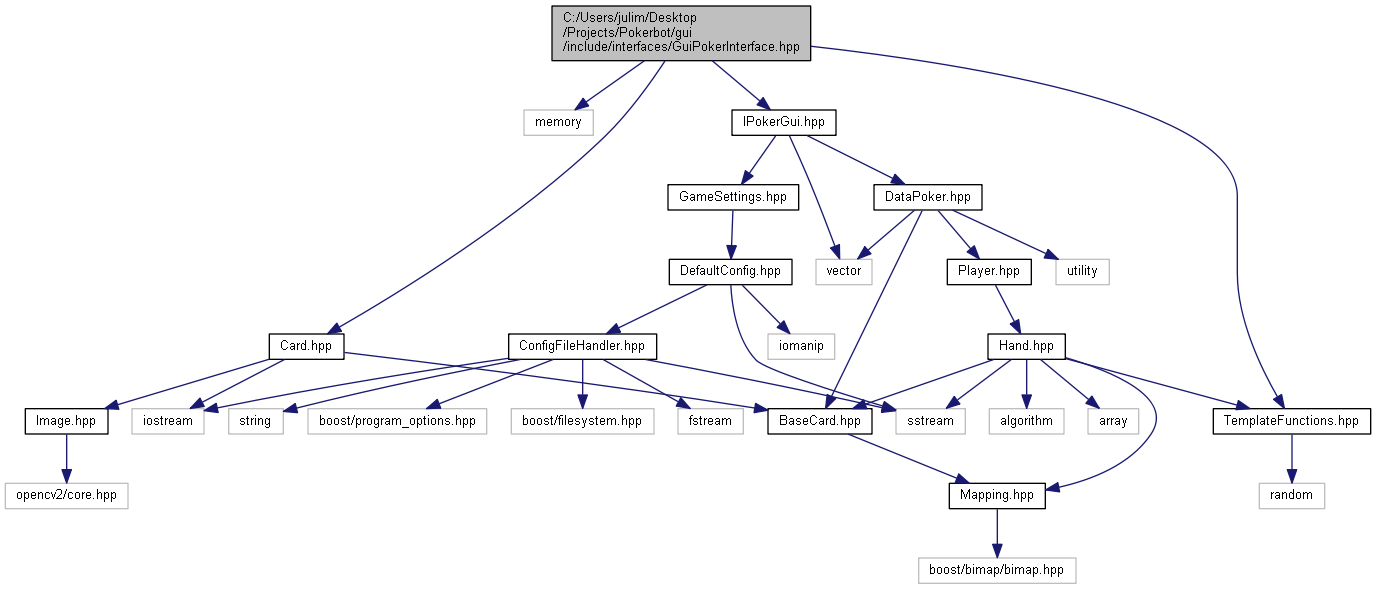 C:/Users/julim/Desktop
/Projects/Pokerbot/gui
/include/interfaces/GuiPokerInterface.hpp
memory
IPokerGui.hpp
GameSettings.hpp
DataPoker.hpp
DefaultConfig.hpp
vector
Player.hpp
utility
Card.hpp
ConfigFileHandler.hpp
iomanip
Hand.hpp
Image.hpp
iostream
string
boost/program_options.hpp
boost/filesystem.hpp
fstream
BaseCard.hpp
sstream
algorithm
array
TemplateFunctions.hpp
opencv2/core.hpp
Mapping.hpp
random
boost/bimap/bimap.hpp